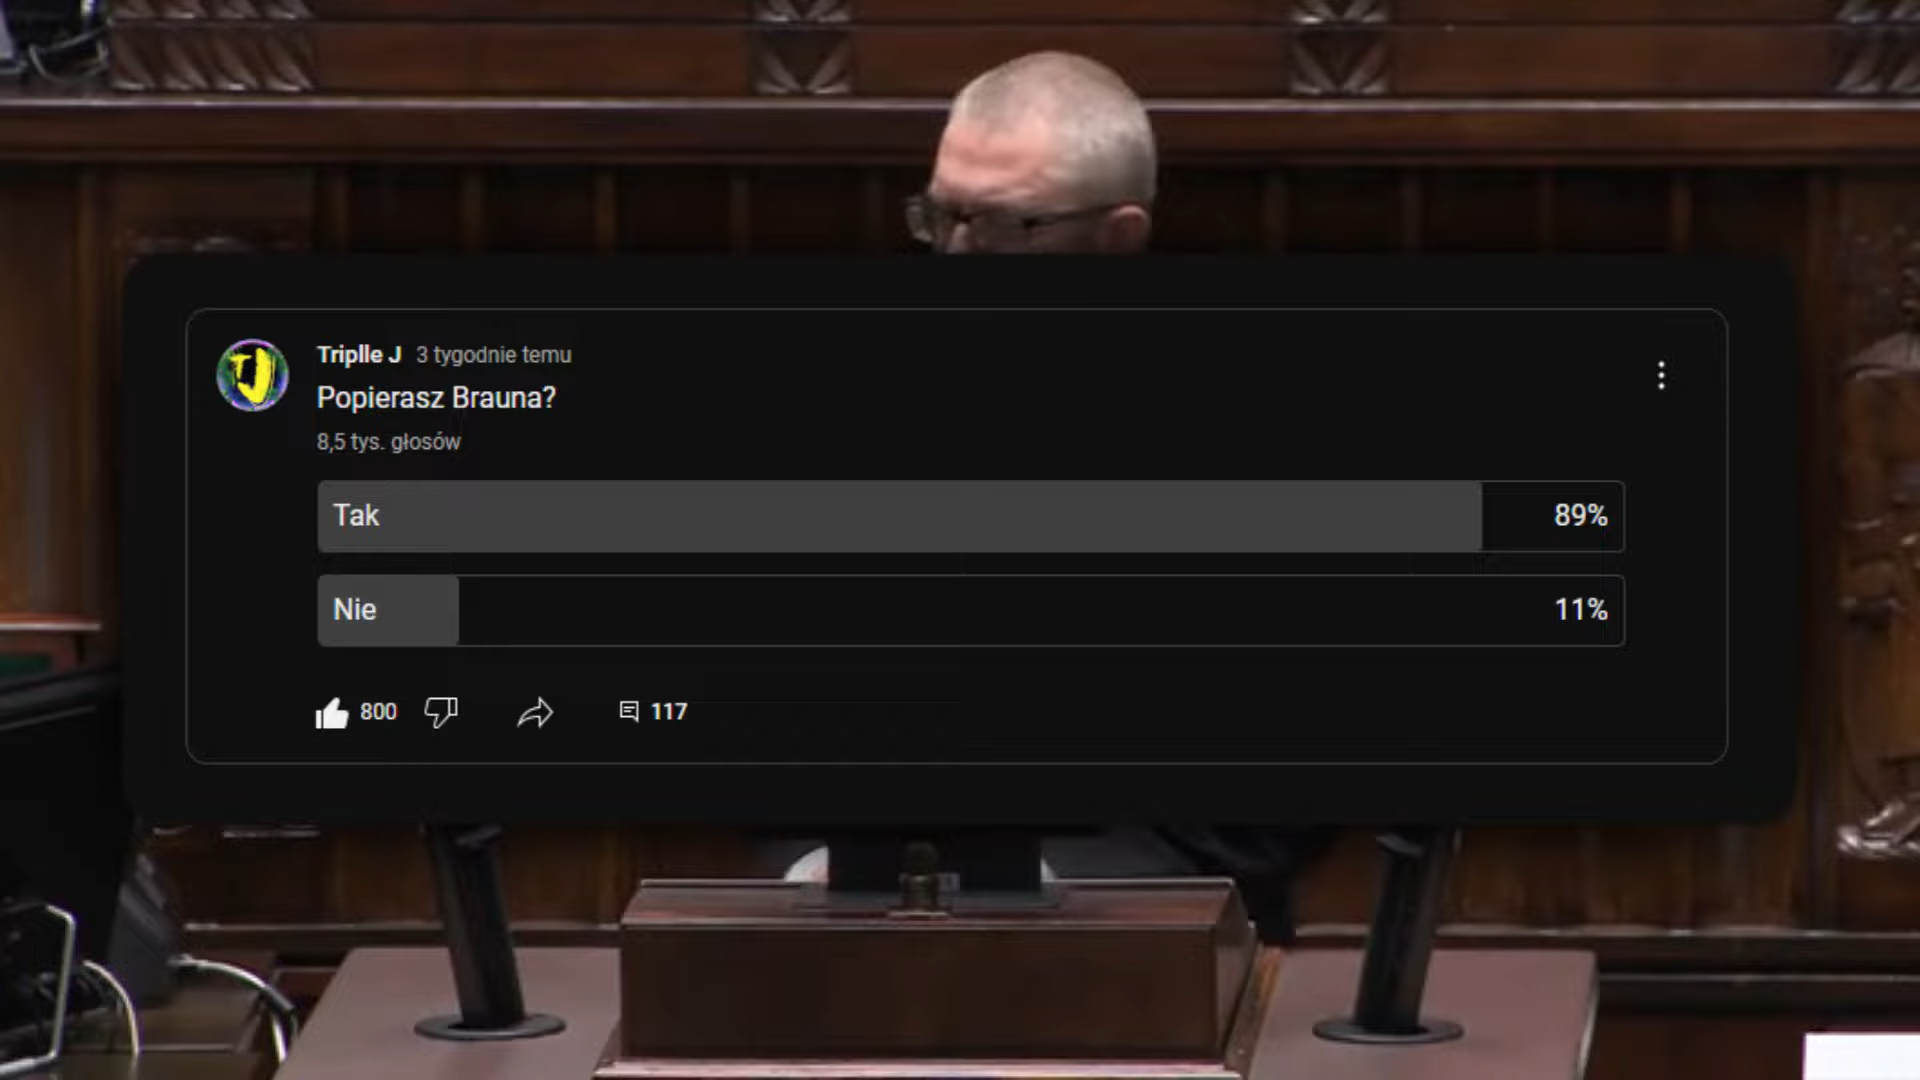 Triplle J 3 tygodnie temu
Popierasz Brauna?
8,5 tys. głosów
Tak 89%
Nie 11%
800 117